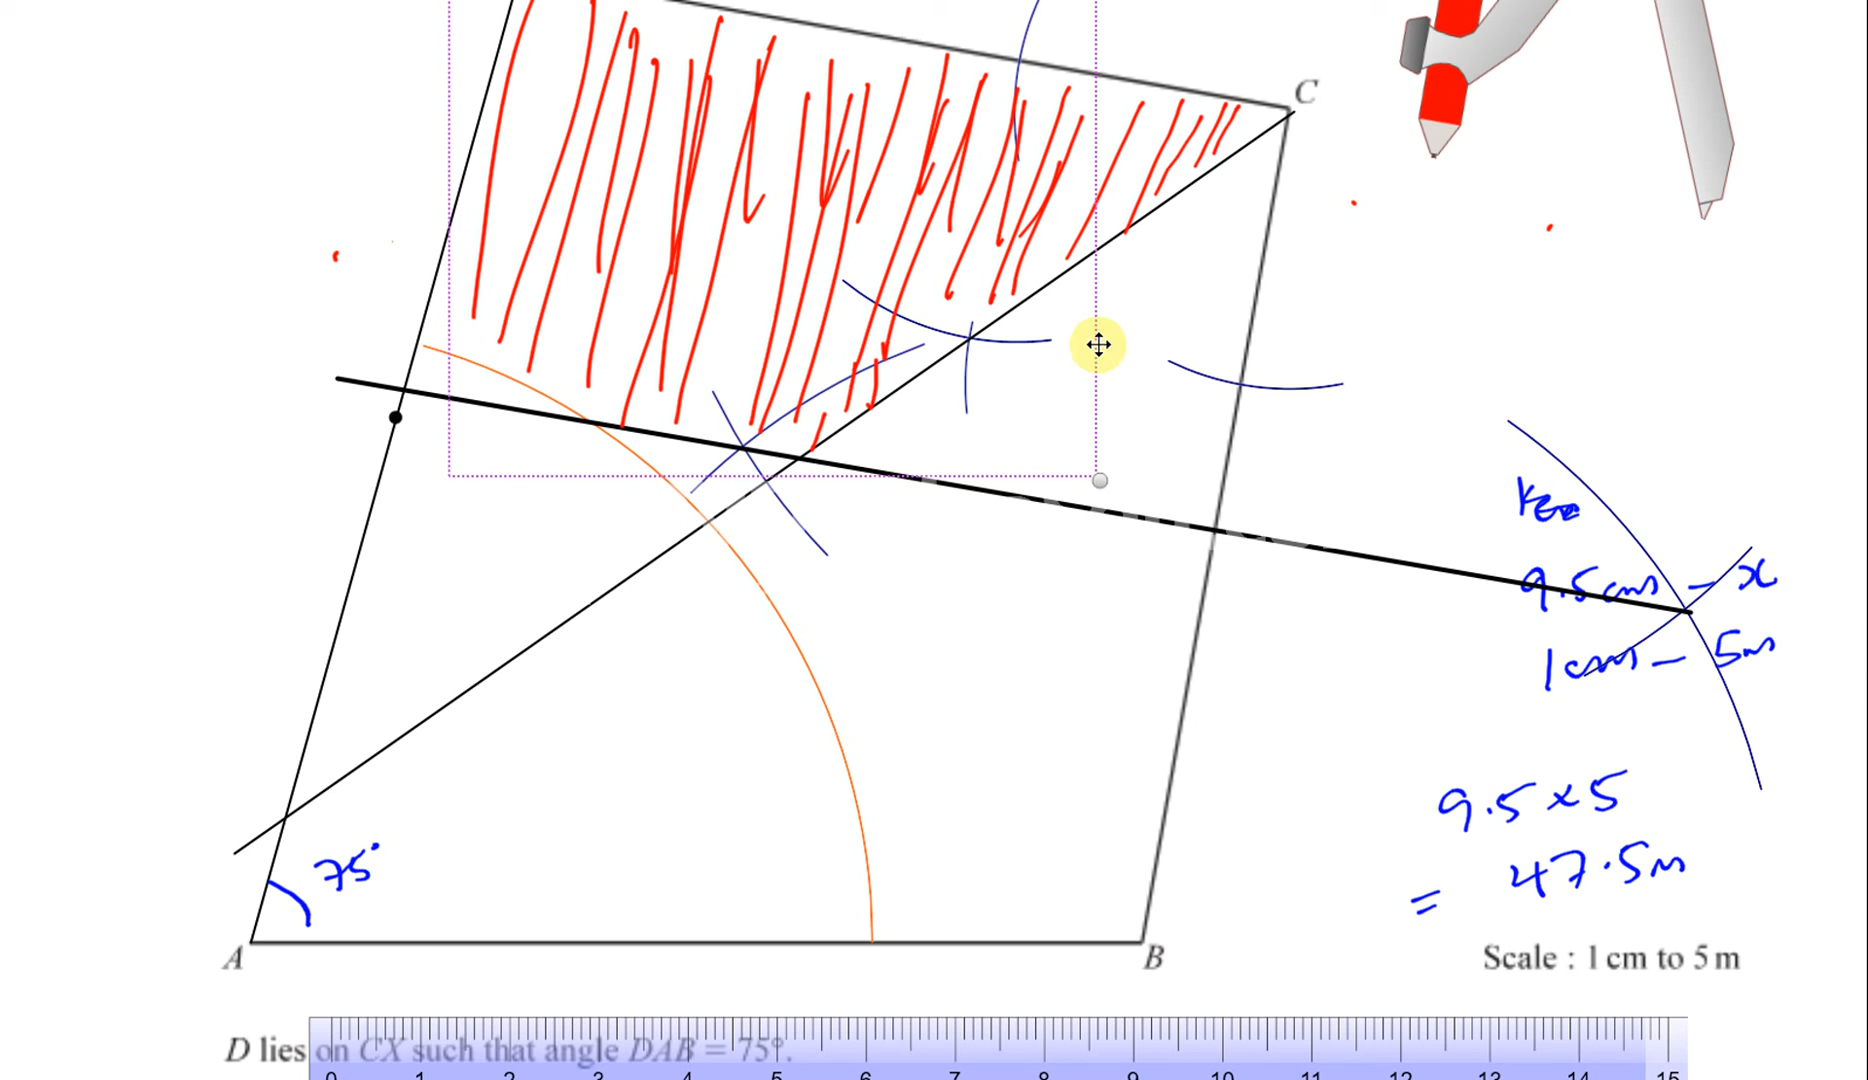 C
9.5cm – x
1cm – 5m
9.5 x 5
= 47.5m
75°
A
B
Scale : 1 cm to 5 m
D lies on CX such that angle DAB = 75°.
0 1 2 3 4 5 6 7 8 9 10 11 12 13 14 15